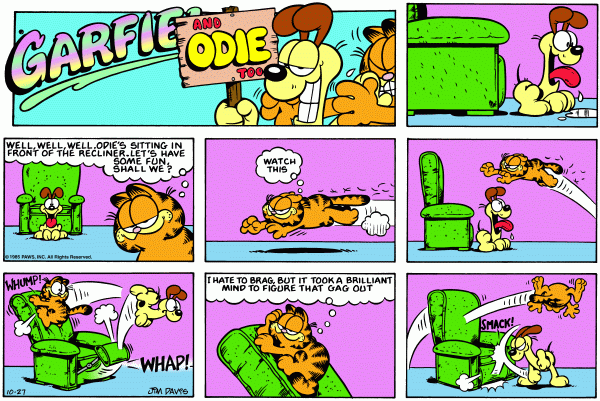 GARFIE
AND
ODIE
TOO
WELL, WELL, WELL. ODIE'S SITTING IN
FRONT OF THE RECLINER. LET'S HAVE
SOME FUN,
SHALL WE?
© 1985 PAWS, INC. All Rights Reserved.
WATCH
THIS
WHUMP!
WHAP!
10-27
JIM DAVIS
I HATE TO BRAG, BUT IT TOOK A BRILLIANT
MIND TO FIGURE THAT GAG OUT
SMACK!